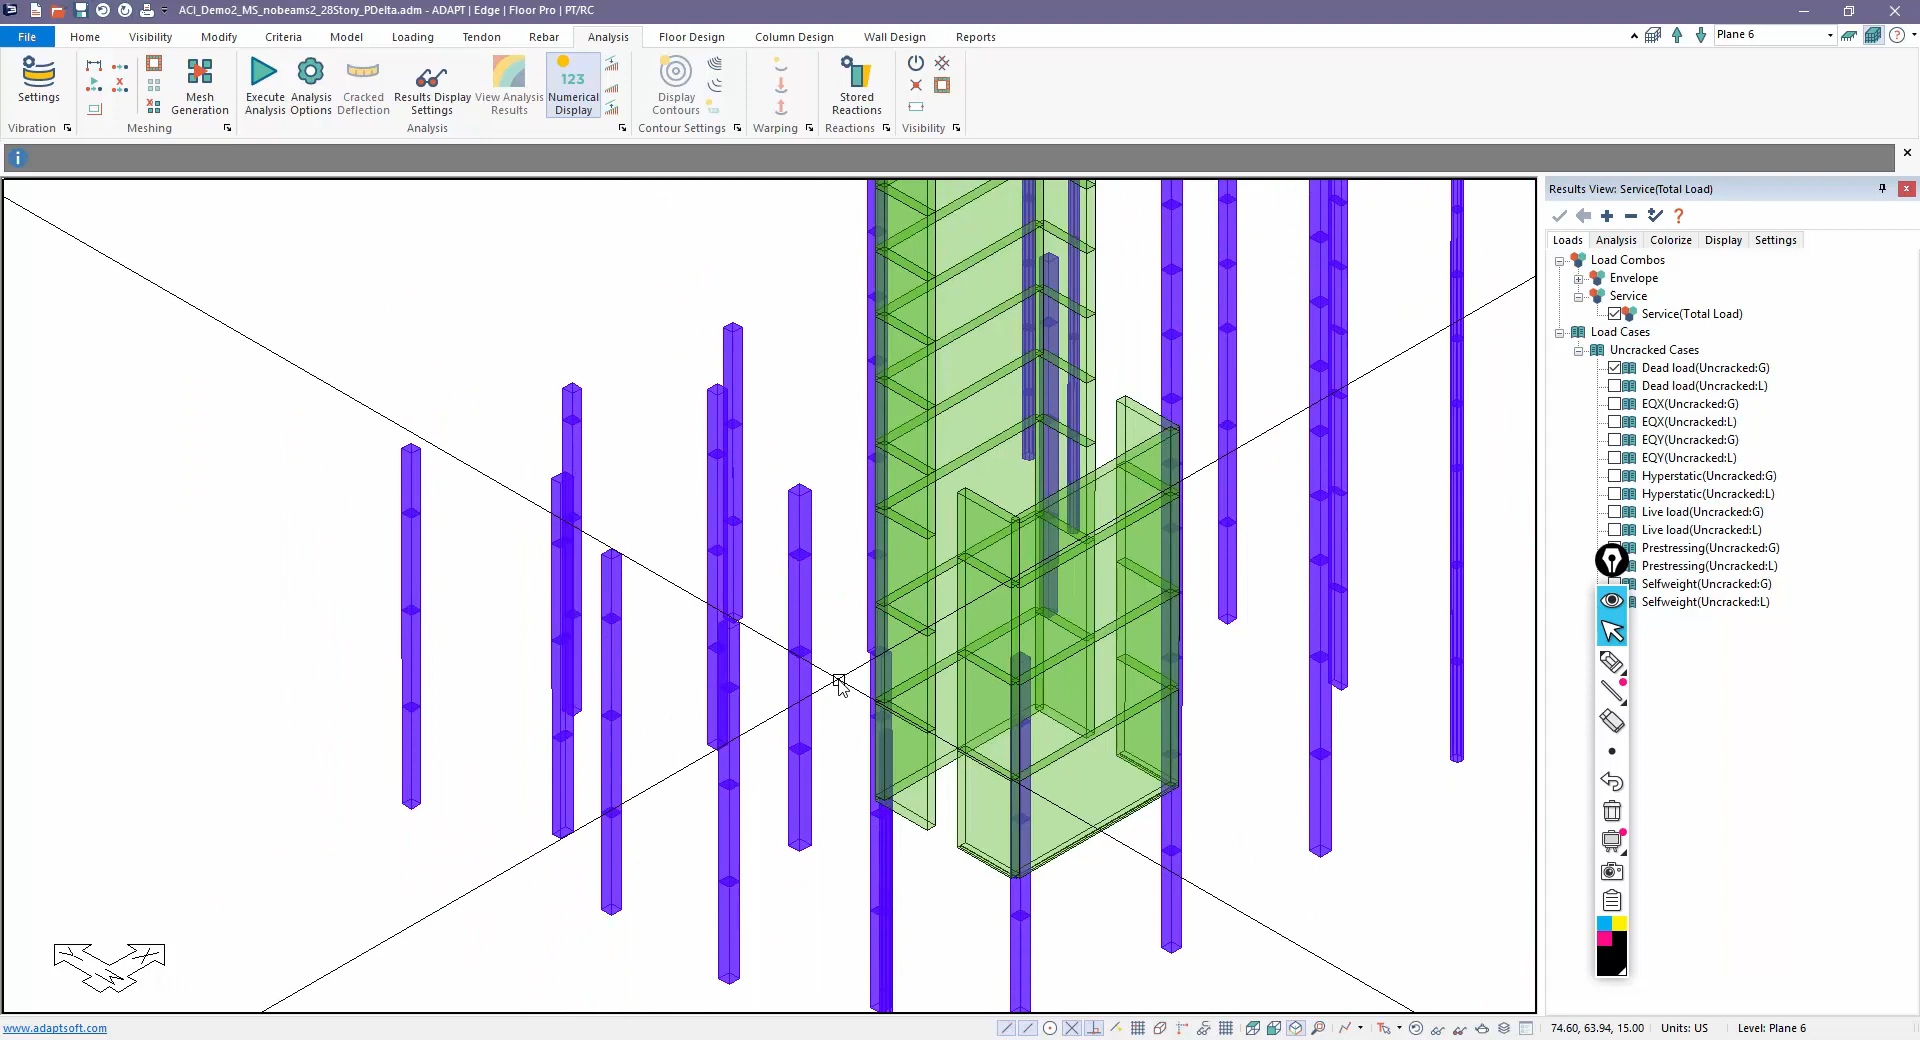 ACI_Demo2_MS_nobeams2_28Story_PDelta.adm - ADAPT | Edge | Floor Pro | PT/RC
File Home Visibility Modify Criteria Model Loading Tendon Rebar Analysis Floor Design Column Design Wall Design Reports
Plane 6
Settings
Mesh Generation
Execute Analysis
Analysis Options
Cracked Deflection
Results Display Settings
View Analysis Results
123
Numerical Display
Display Contours
Stored Reactions
Vibration Meshing Analysis Contour Settings Warping Reactions Visibility
Results View: Service(Total Load)
Loads Analysis Colorize Display Settings
Load Combos
Envelope
Service
Service(Total Load)
Load Cases
Uncracked Cases
Dead load(Uncracked:G)
Dead load(Uncracked:L)
EQX(Uncracked:G)
EQX(Uncracked:L)
EQY(Uncracked:G)
EQY(Uncracked:L)
Hyperstatic(Uncracked:G)
Hyperstatic(Uncracked:L)
Live load(Uncracked:G)
Live load(Uncracked:L)
Prestressing(Uncracked:G)
Prestressing(Uncracked:L)
Selfweight(Uncracked:G)
Selfweight(Uncracked:L)
www.adaptsoft.com
74.60, 63.94, 15.00 Units: US Level: Plane 6